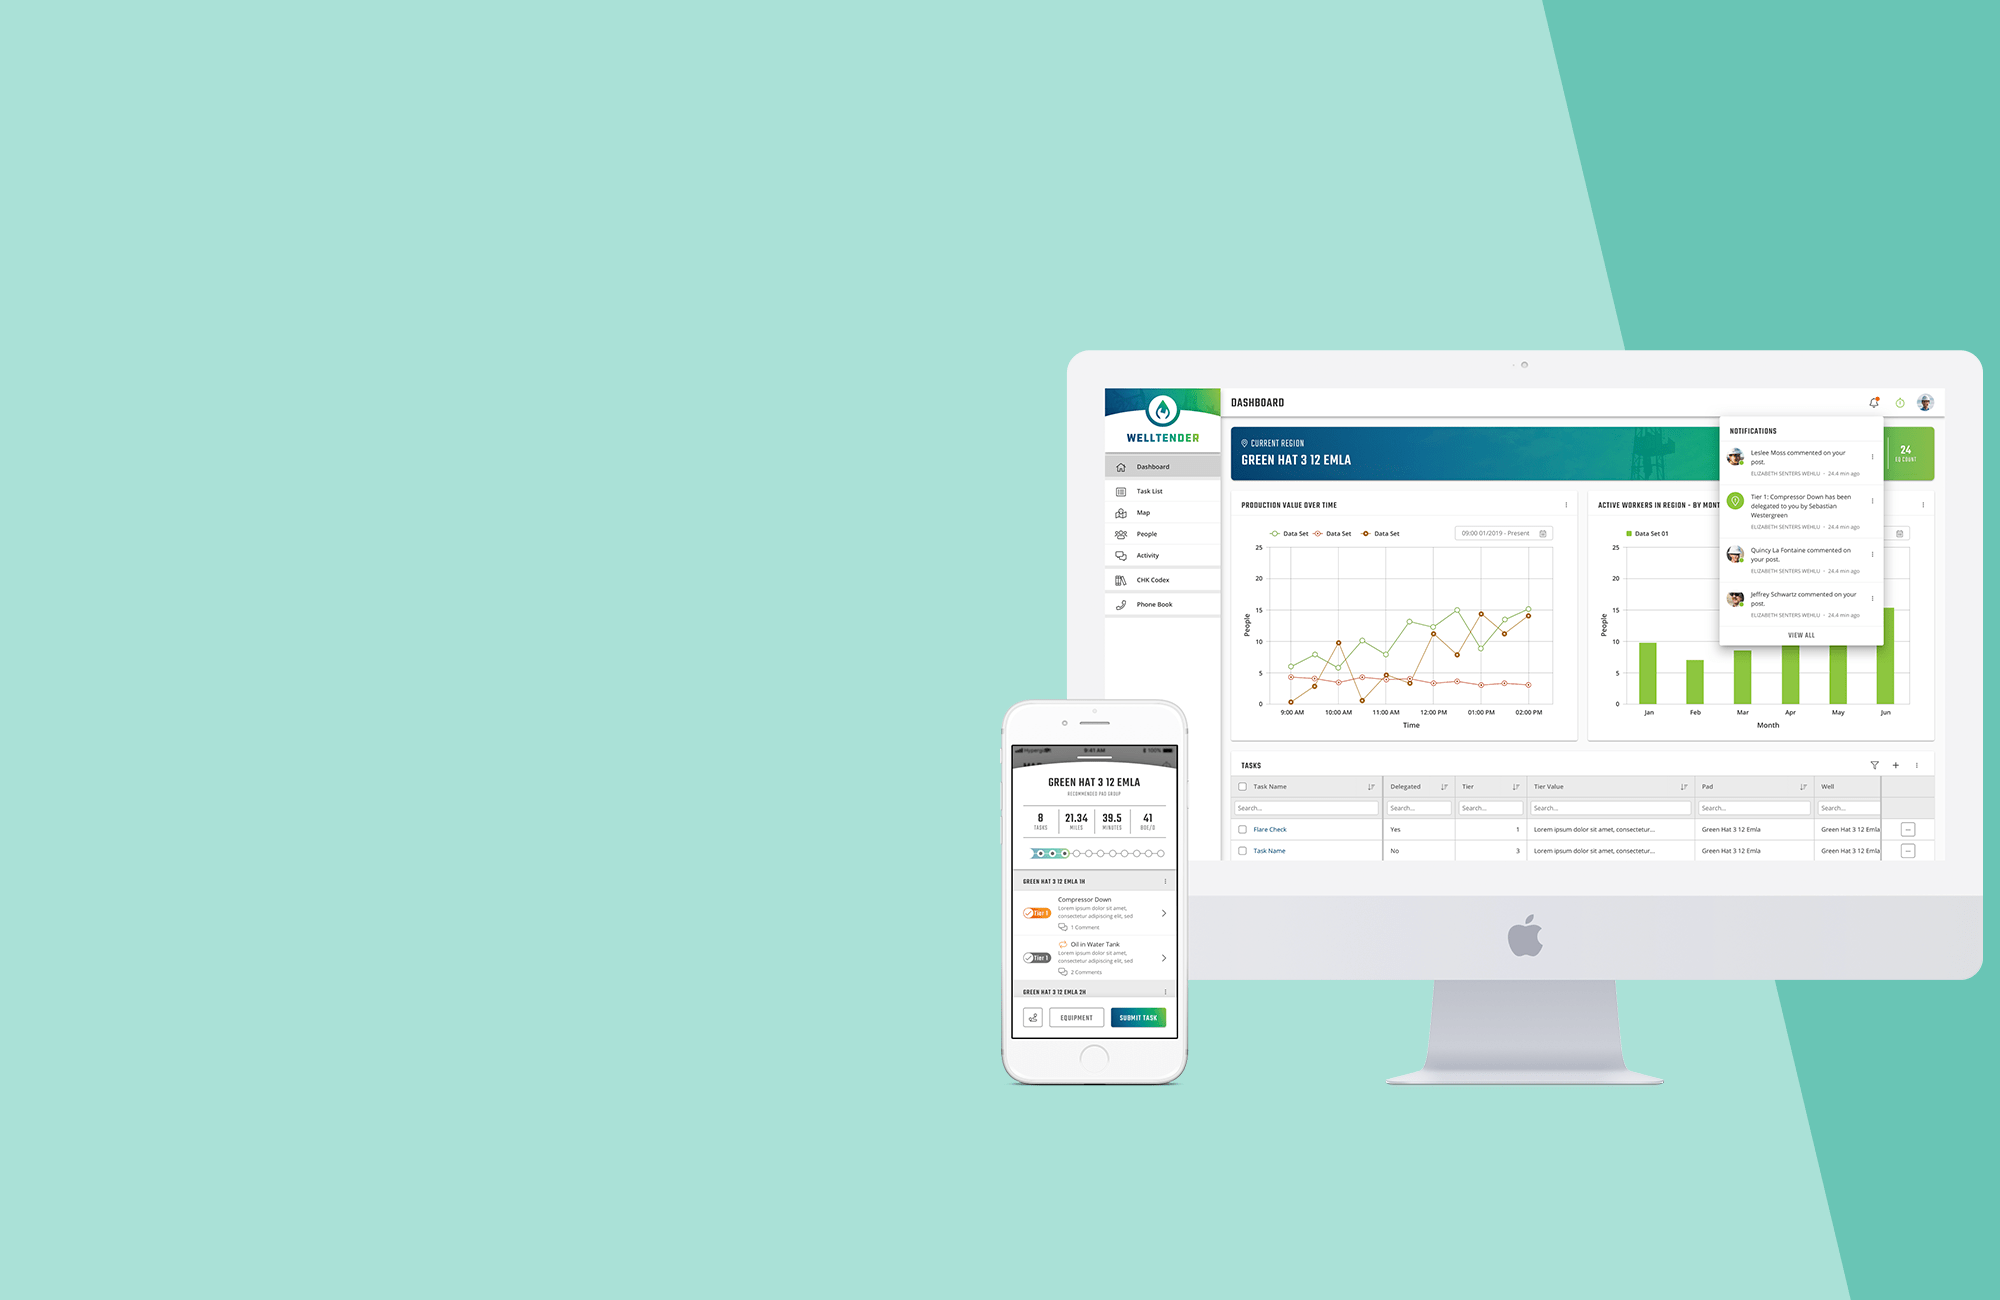 WELLTENDER
Dashboard
Task List
Map
People
Activity
CHK Codex
Phone Book
DASHBOARD
CURRENT REGION
GREEN HAT 3 12 EMLA
24
EQ COUNT
NOTIFICATIONS
Leslee Moss commented on your
post.
ELIZABETH SENTERS WEHLU - 24.4 min ago
Tier 1: Compressor Down has been
delegated to you by Sebastian
Westergreen
ELIZABETH SENTERS WEHLU - 24.4 min ago
Quincy La Fontaine commented on
your post.
ELIZABETH SENTERS WEHLU - 24.4 min ago
Jeffrey Schwartz commented on your
post.
ELIZABETH SENTERS WEHLU - 24.4 min ago
VIEW ALL
PRODUCTION VALUE OVER TIME
Data Set Data Set Data Set
09:00 01/2019 - Present
25
20
15
10
5
0
People
9:00 AM 10:00 AM 11:00 AM 12:00 PM 01:00 PM 02:00 PM
Time
ACTIVE WORKERS IN REGION - BY MONT
Data Set 01
25
20
15
10
5
0
People
Jan Feb Mar Apr May Jun
Month
TASKS
Task Name Delegated Tier Tier Value Pad Well
Search... Search... Search... Search... Search... Search...
Flare Check Yes 1 Lorem ipsum dolor sit amet, consectetur... Green Hat 3 12 Emla Green Hat 3 12 Emla
Task Name No 3 Lorem ipsum dolor sit amet, consectetur... Green Hat 3 12 Emla Green Hat 3 12 Emla
9:41 AM 100%
GREEN HAT 3 12 EMLA
RECOMMENDED PAD GROUP
8 21.34 39.5 41
TASKS MILES MINUTES BOE/D
GREEN HAT 3 12 EMLA 1H
Compressor Down
Tier 1
Lorem ipsum dolor sit amet,
consectetur adipiscing elit, sed
1 Comment
Oil in Water Tank
Tier 1
Lorem ipsum dolor sit amet,
consectetur adipiscing elit, sed
2 Comments
GREEN HAT 3 12 EMLA 2H
EQUIPMENT SUBMIT TASK